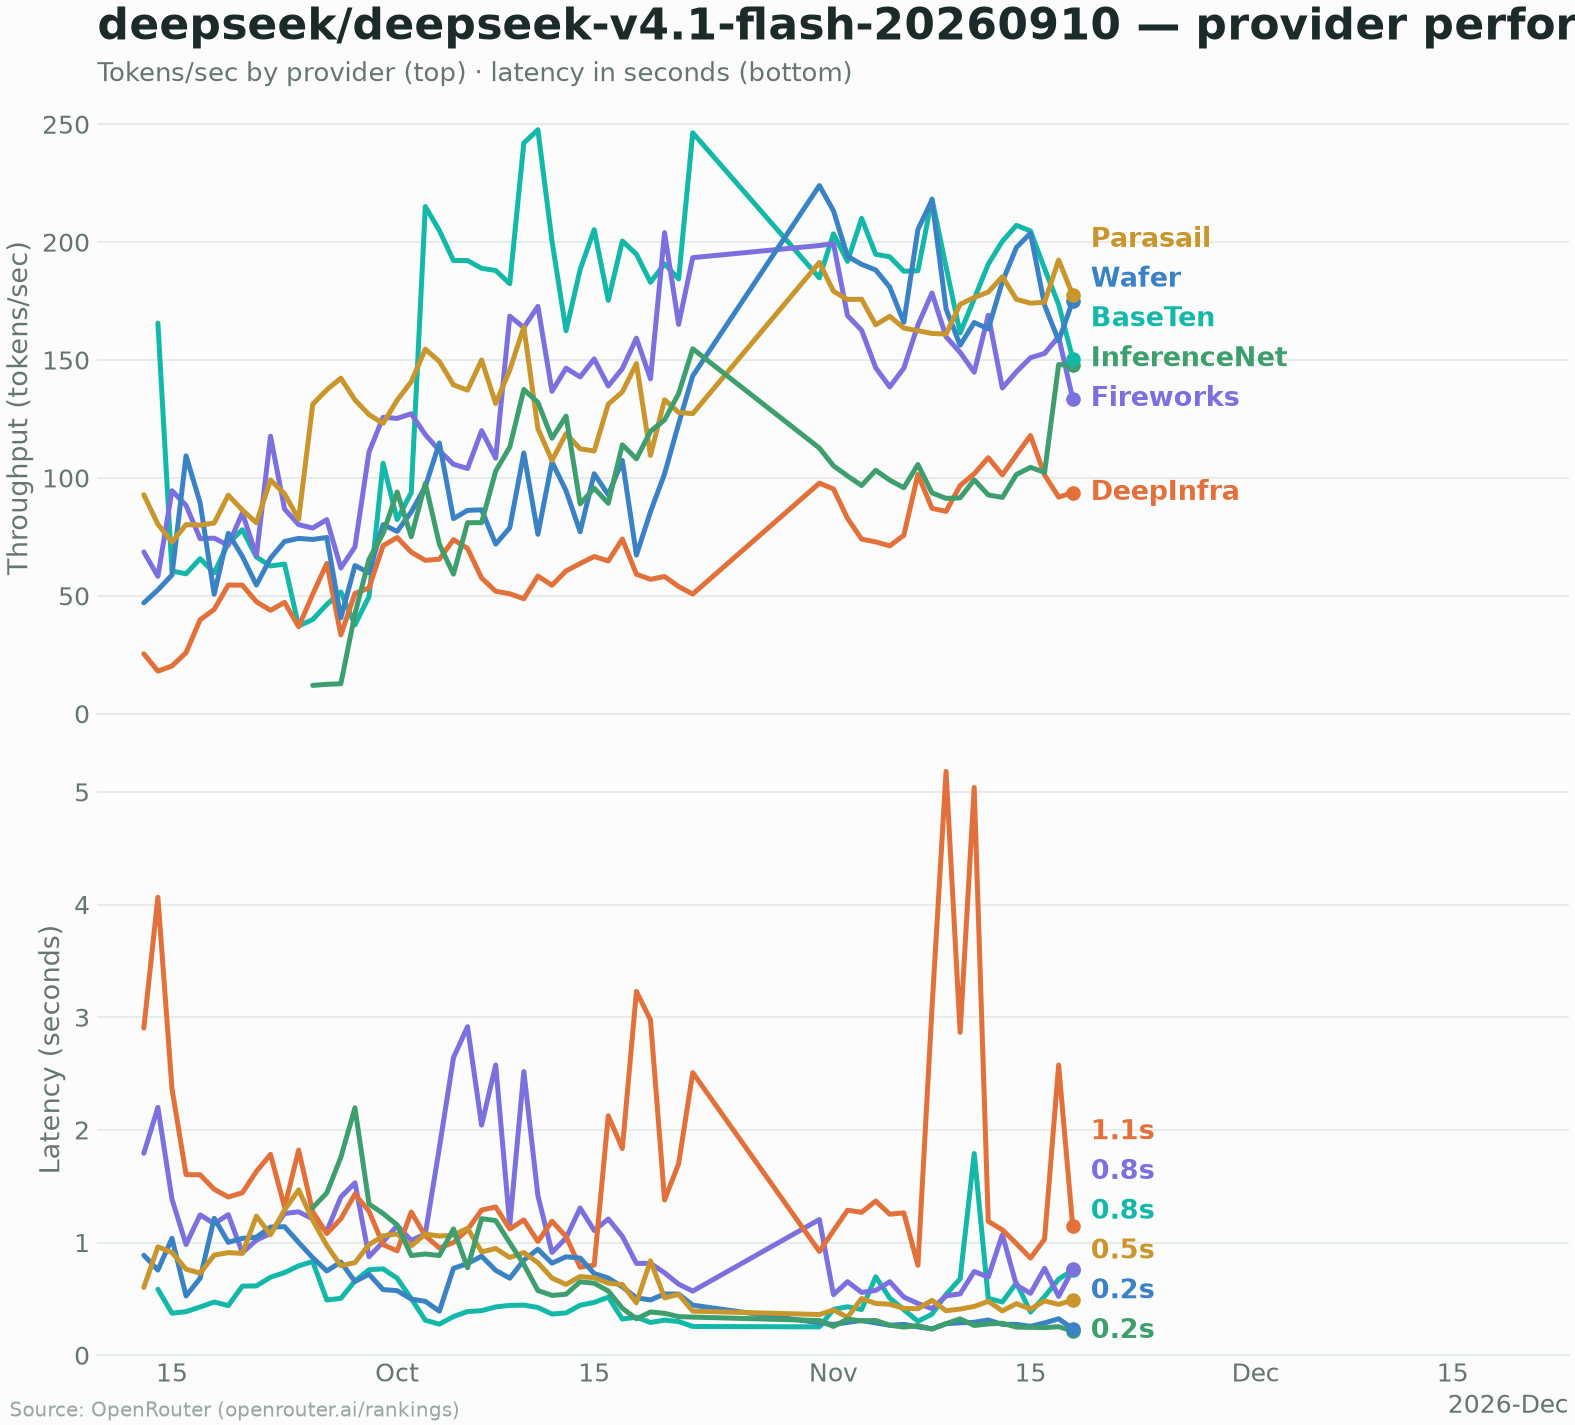 deepseek/deepseek-v4.1-flash-20260910 — provider perfor
Tokens/sec by provider (top) · latency in seconds (bottom)
Throughput (tokens/sec)
250
200
150
100
50
0
Parasail
Wafer
BaseTen
InferenceNet
Fireworks
DeepInfra
Latency (seconds)
5
4
3
2
1
0
1.1s
0.8s
0.8s
0.5s
0.2s
0.2s
15 Oct 15 Nov 15 Dec 15
2026-Dec
Source: OpenRouter (openrouter.ai/rankings)